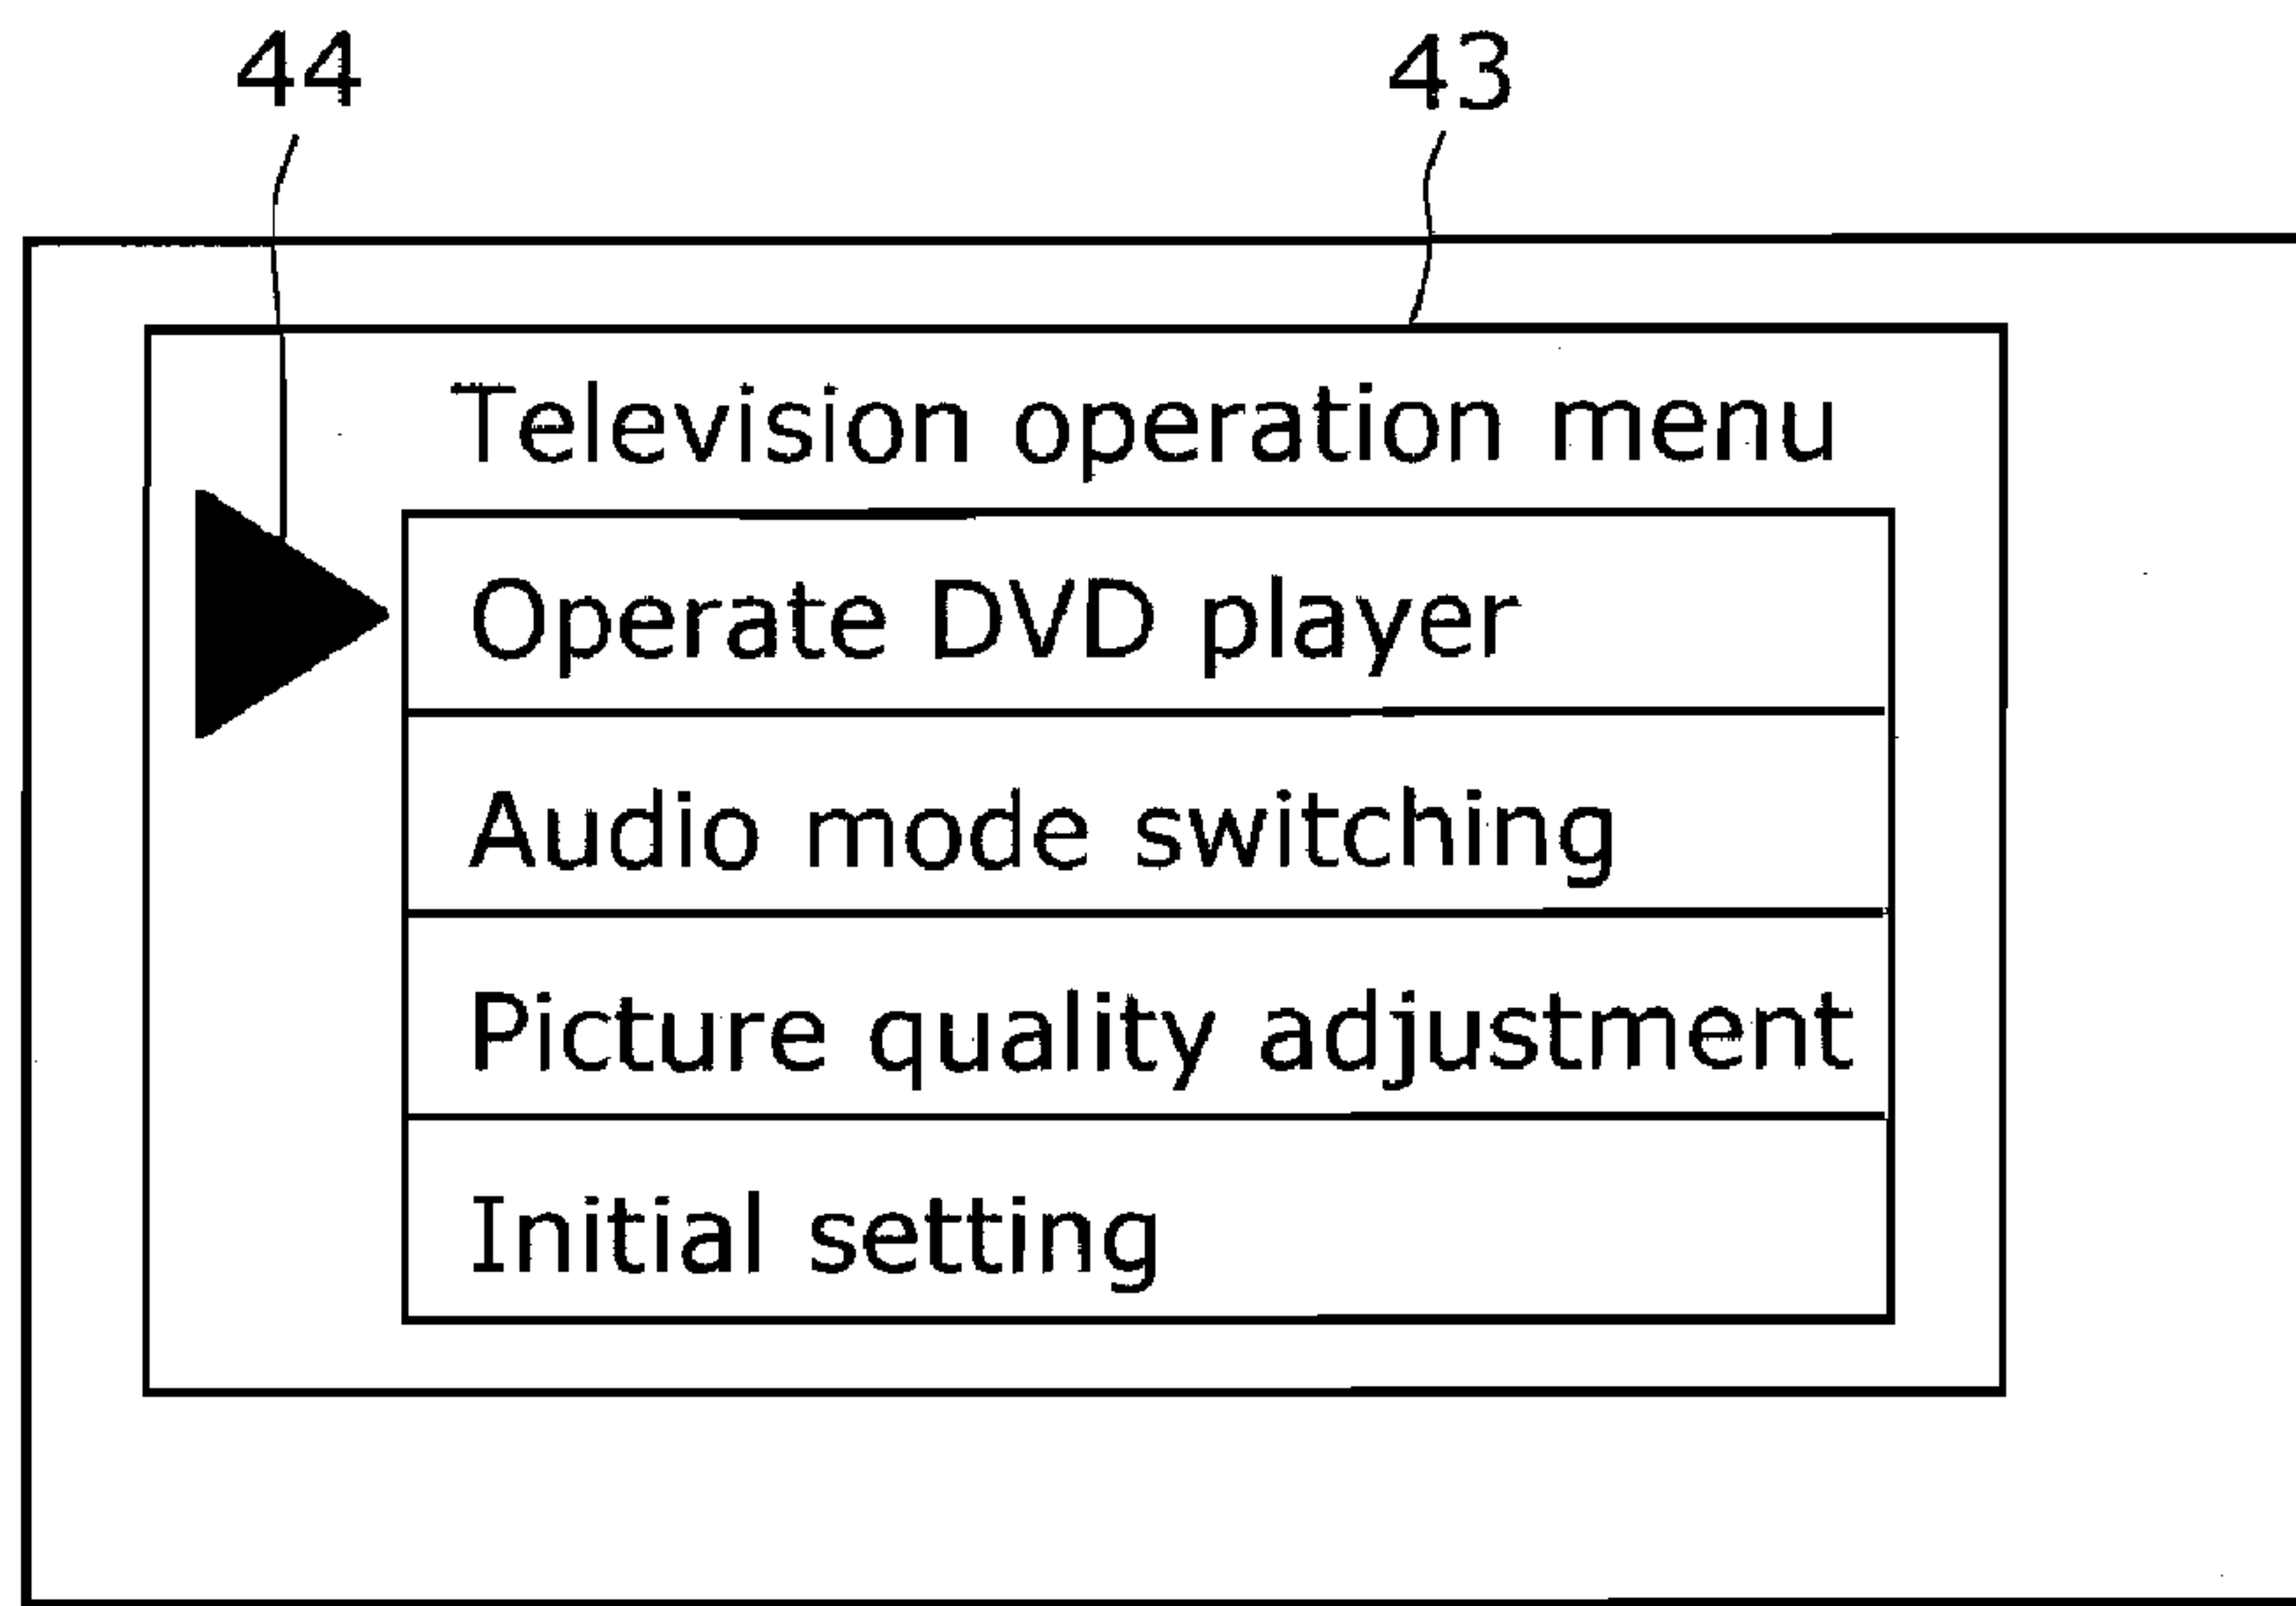 44 43
Television operation menu
Operate DVD player
Audio mode switching
Picture quality adjustment
Initial setting